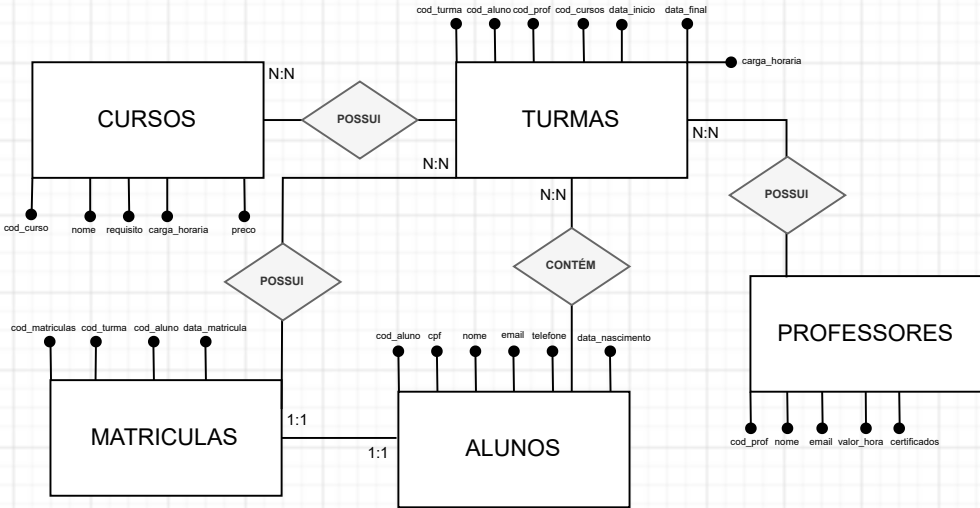 cod_turma cod_aluno cod_prof cod_cursos data_inicio data_final
carga_horaria
N:N
CURSOS
POSSUI
TURMAS
N:N
N:N
N:N
POSSUI
cod_curso nome requisito carga_horaria preco
POSSUI
CONTÉM
cod_matriculas cod_turma cod_aluno data_matricula
cod_aluno cpf nome email telefone data_nascimento
PROFESSORES
MATRICULAS
1:1
1:1
ALUNOS
cod_prof nome email valor_hora certificados